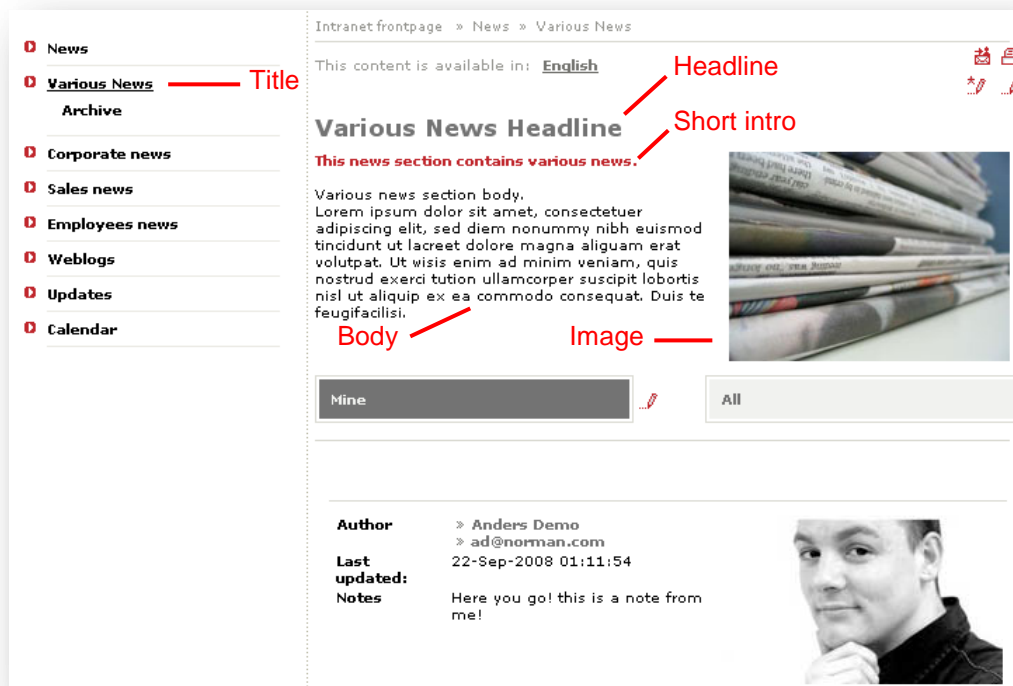 Intranet frontpage » News » Various News
News
Various News
Title
Archive
Corporate news
Sales news
Employees news
Weblogs
Updates
Calendar
This content is available in: English
Headline
Various News Headline
Short intro
This news section contains various news.
Various news section body.
Lorem ipsum dolor sit amet, consectetuer
adipiscing elit, sed diem nonummy nibh euismod
tincidunt ut lacreet dolore magna aliguam erat
volutpat. Ut wisis enim ad minim veniam, quis
nostrud exerci tution ullamcorper suscipit lobortis
nisl ut aliquip ex ea commodo consequat. Duis te
feugifacilisi.
Body
Image
Mine
All
Author
» Anders Demo
» ad@norman.com
Last
updated:
22-Sep-2008 01:11:54
Notes
Here you go! this is a note from
me!